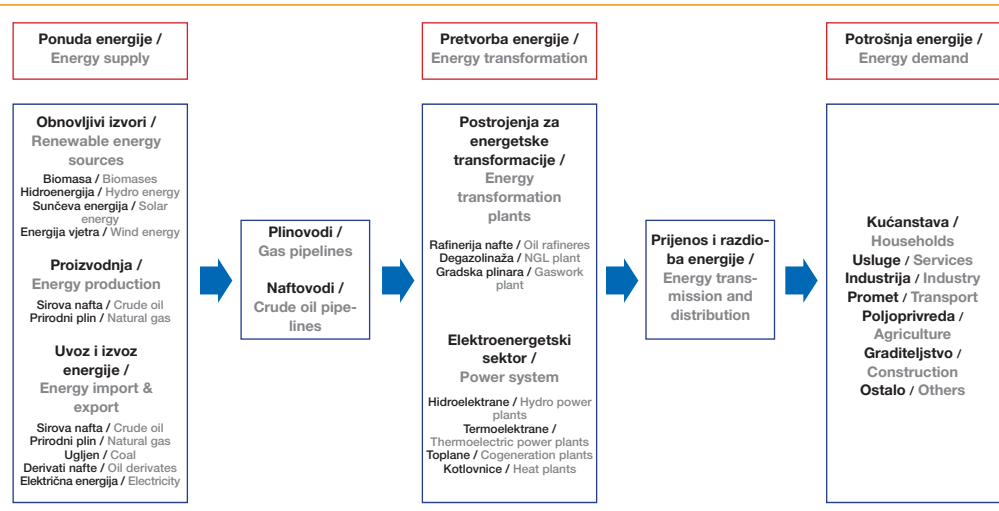 Ponuda energije /
Energy supply
Pretvorba energije /
Energy transformation
Potrošnja energije /
Energy demand
Obnovljivi izvori /
Renewable energy
sources
Biomasa / Biomases
Hidroenergija / Hydro energy
Sunčeva energija / Solar
energy
Energija vjetra / Wind energy
Proizvodnja /
Energy production
Sirova nafta / Crude oil
Prirodni plin / Natural gas
Uvoz i izvoz
energije /
Energy import &
export
Sirova nafta / Crude oil
Prirodni plin / Natural gas
Ugljen / Coal
Derivati nafte / Oil derivates
Električna energija / Electricity
Plinovodi /
Gas pipelines
Naftovodi /
Crude oil pipe-
lines
Postrojenja za
energetske
transformacije /
Energy
transformation
plants
Rafinerija nafte / Oil rafineres
Degazolinaža / NGL plant
Gradska plinara / Gaswork
plant
Elektroenergetski
sektor /
Power system
Hidroelektrane / Hydro power
plants
Termoelektrane /
Thermoelectric power plants
Toplane / Cogeneration plants
Kotlovnice / Heat plants
Prijenos i razdio-
ba energije /
Energy trans-
mission and
distribution
Kućanstava /
Households
Usluge / Services
Industrija / Industry
Promet / Transport
Poljoprivreda /
Agriculture
Graditeljstvo /
Construction
Ostalo / Others